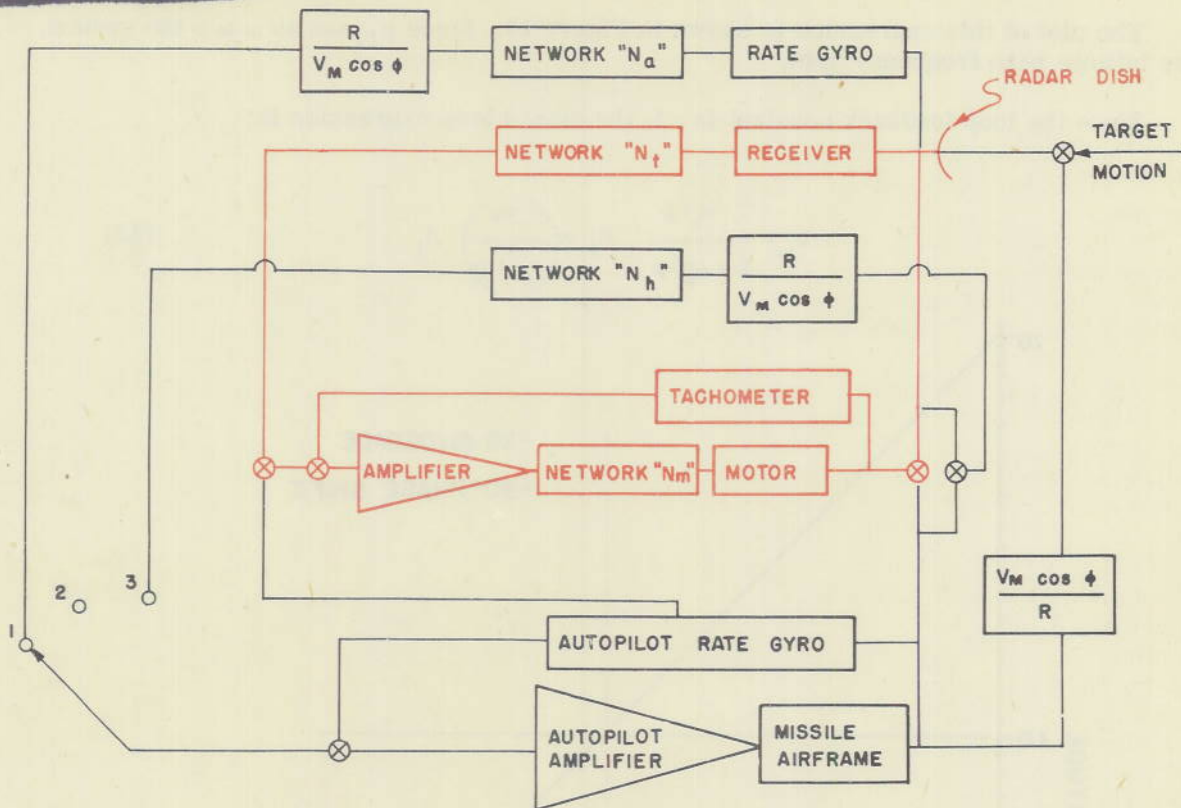 R
V_M cos ϕ
NETWORK "N_a"
RATE GYRO
RADAR DISH
NETWORK "N_t"
RECEIVER
TARGET
MOTION
NETWORK "N_h"
R
V_M cos ϕ
TACHOMETER
AMPLIFIER
NETWORK "N_m"
MOTOR
3
2
1
V_M cos ϕ
R
AUTOPILOT RATE GYRO
AUTOPILOT
AMPLIFIER
MISSILE
AIRFRAME